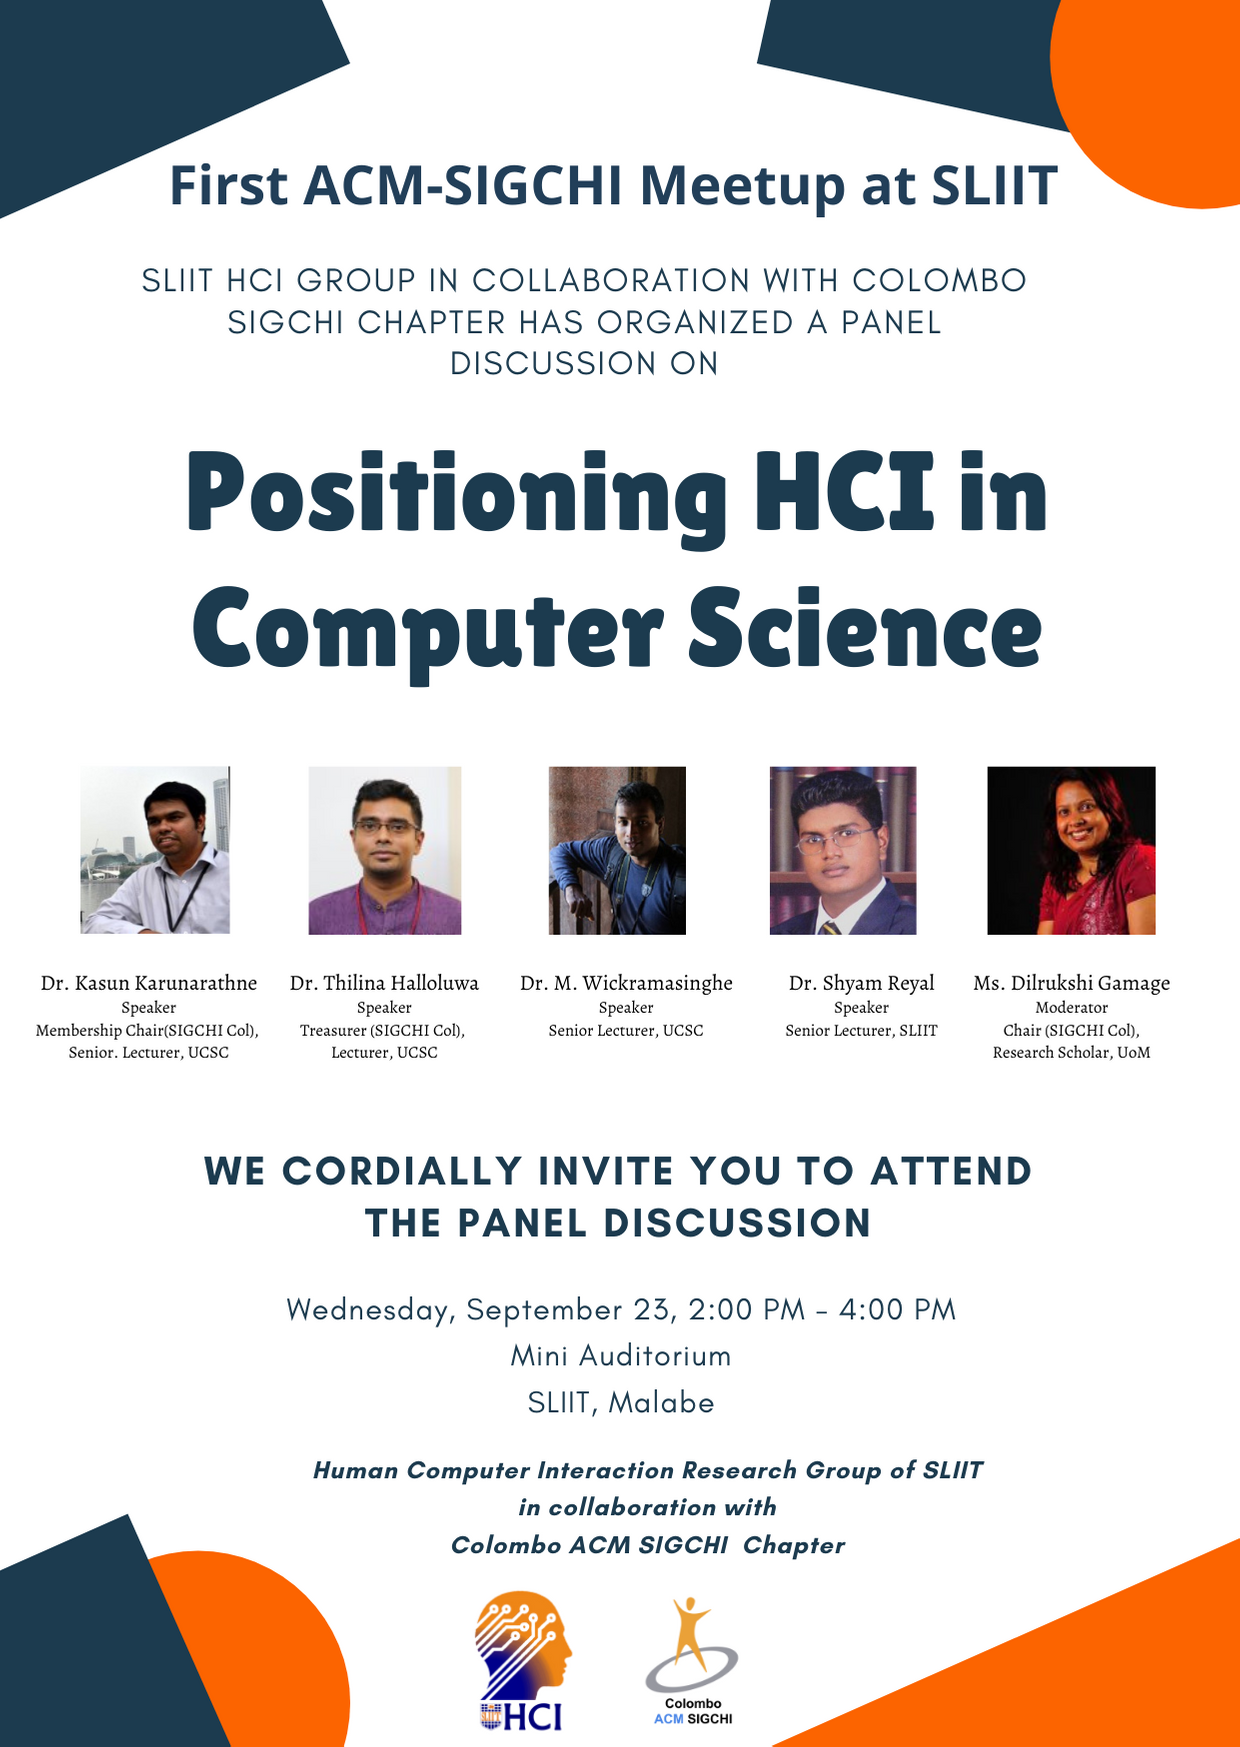 First ACM-SIGCHI Meetup at SLIIT
SLIIT HCI GROUP IN COLLABORATION WITH COLOMBO
SIGCHI CHAPTER HAS ORGANIZED A PANEL
DISCUSSION ON
Positioning HCI in
Computer Science
Dr. Kasun Karunarathne
Speaker
Membership Chair(SIGCHI Col),
Senior. Lecturer, UCSC
Dr. Thilina Halloluwa
Speaker
Treasurer (SIGCHI Col),
Lecturer, UCSC
Dr. M. Wickramasinghe
Speaker
Senior Lecturer, UCSC
Dr. Shyam Reyal
Speaker
Senior Lecturer, SLIIT
Ms. Dilrukshi Gamage
Moderator
Chair (SIGCHI Col),
Research Scholar, UoM
WE CORDIALLY INVITE YOU TO ATTEND
THE PANEL DISCUSSION
Wednesday, September 23, 2:00 PM – 4:00 PM
Mini Auditorium
SLIIT, Malabe
Human Computer Interaction Research Group of SLIIT
in collaboration with
Colombo ACM SIGCHI Chapter
SLIIT HCI
Colombo
ACM SIGCHI